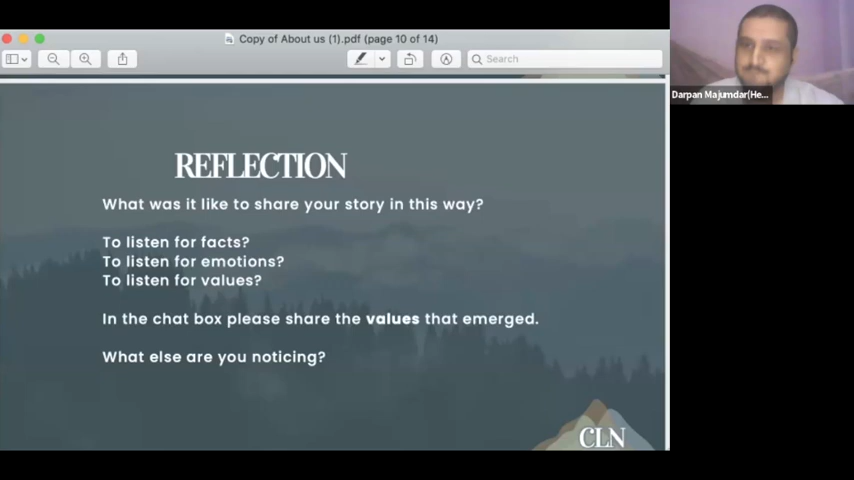 Copy of About us (1).pdf (page 10 of 14)
Search
Darpan Majumdar(He...
REFLECTION
What was it like to share your story in this way?
To listen for facts?
To listen for emotions?
To listen for values?
In the chat box please share the values that emerged.
What else are you noticing?
CLN